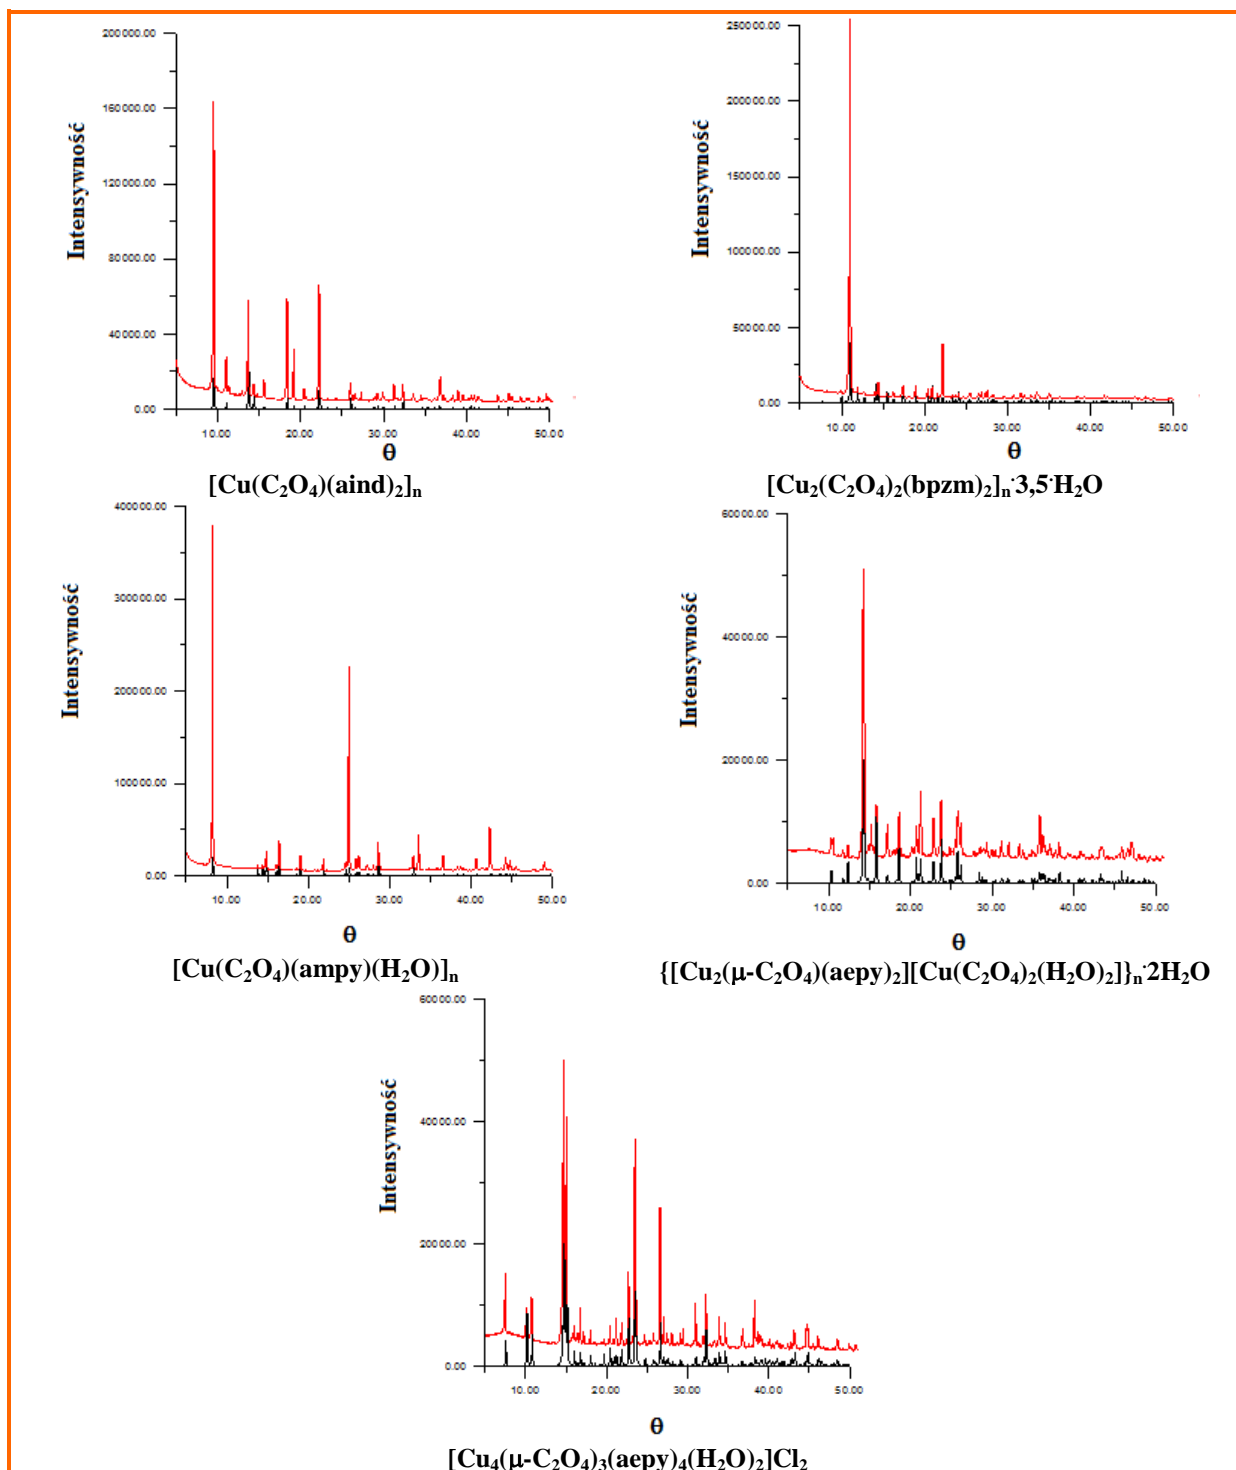 200000.00
160000.00
120000.00
80000.00
40000.00
0.00
Intensywność
10.00 20.00 30.00 40.00 50.00
θ
[Cu(C₂O₄)(aind)₂]ₙ
250000.00
200000.00
150000.00
100000.00
50000.00
0.00
Intensywność
10.00 20.00 30.00 40.00 50.00
θ
[Cu₂(C₂O₄)₂(bpzm)₂]ₙ·3,5·H₂O
400000.00
300000.00
200000.00
100000.00
0.00
Intensywność
10.00 20.00 30.00 40.00 50.00
θ
[Cu(C₂O₄)(ampy)(H₂O)]ₙ
60000.00
40000.00
20000.00
0.00
Intensywność
10.00 20.00 30.00 40.00 50.00
θ
{[Cu₂(μ-C₂O₄)(aepy)₂][Cu(C₂O₄)₂(H₂O)₂]}ₙ·2H₂O
60000.00
40000.00
20000.00
0.00
Intensywność
10.00 20.00 30.00 40.00 50.00
θ
[Cu₄(μ-C₂O₄)₃(aepy)₄(H₂O)₂]Cl₂